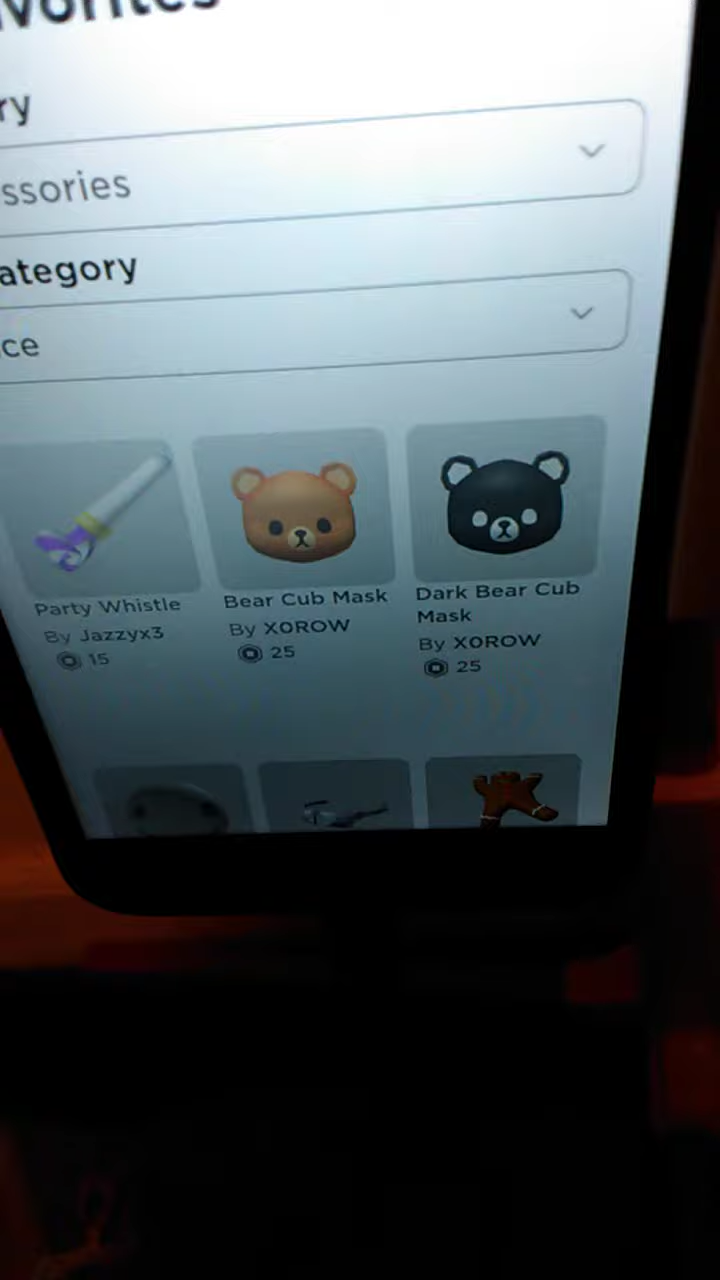 avorites
ry
ssories
ategory
ce
Party Whistle
By Jazzyx3
15
Bear Cub Mask
By X0ROW
25
Dark Bear Cub
Mask
By X0ROW
25